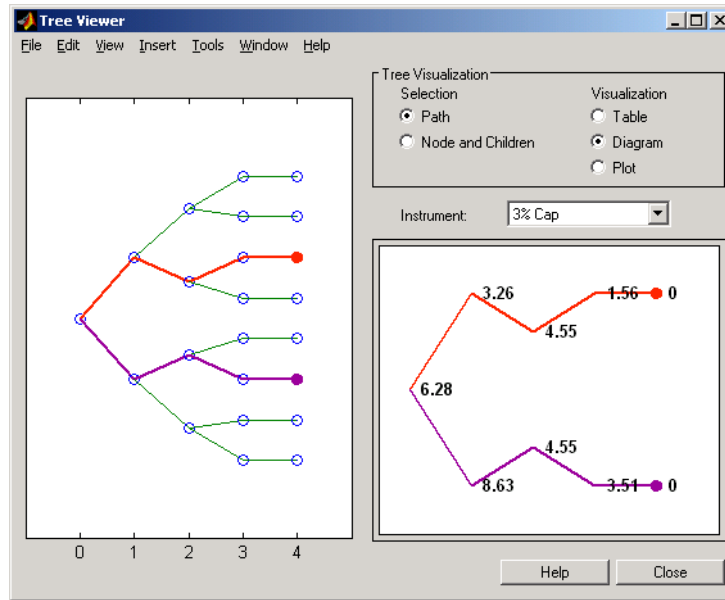 Tree Viewer
File Edit View Insert Tools Window Help
Tree Visualization
Selection
Visualization
Path
Table
Node and Children
Diagram
Plot
Instrument:
3% Cap
3.26
1.56
0
4.55
6.28
4.55
8.63
3.51
0
0 1 2 3 4
Help
Close